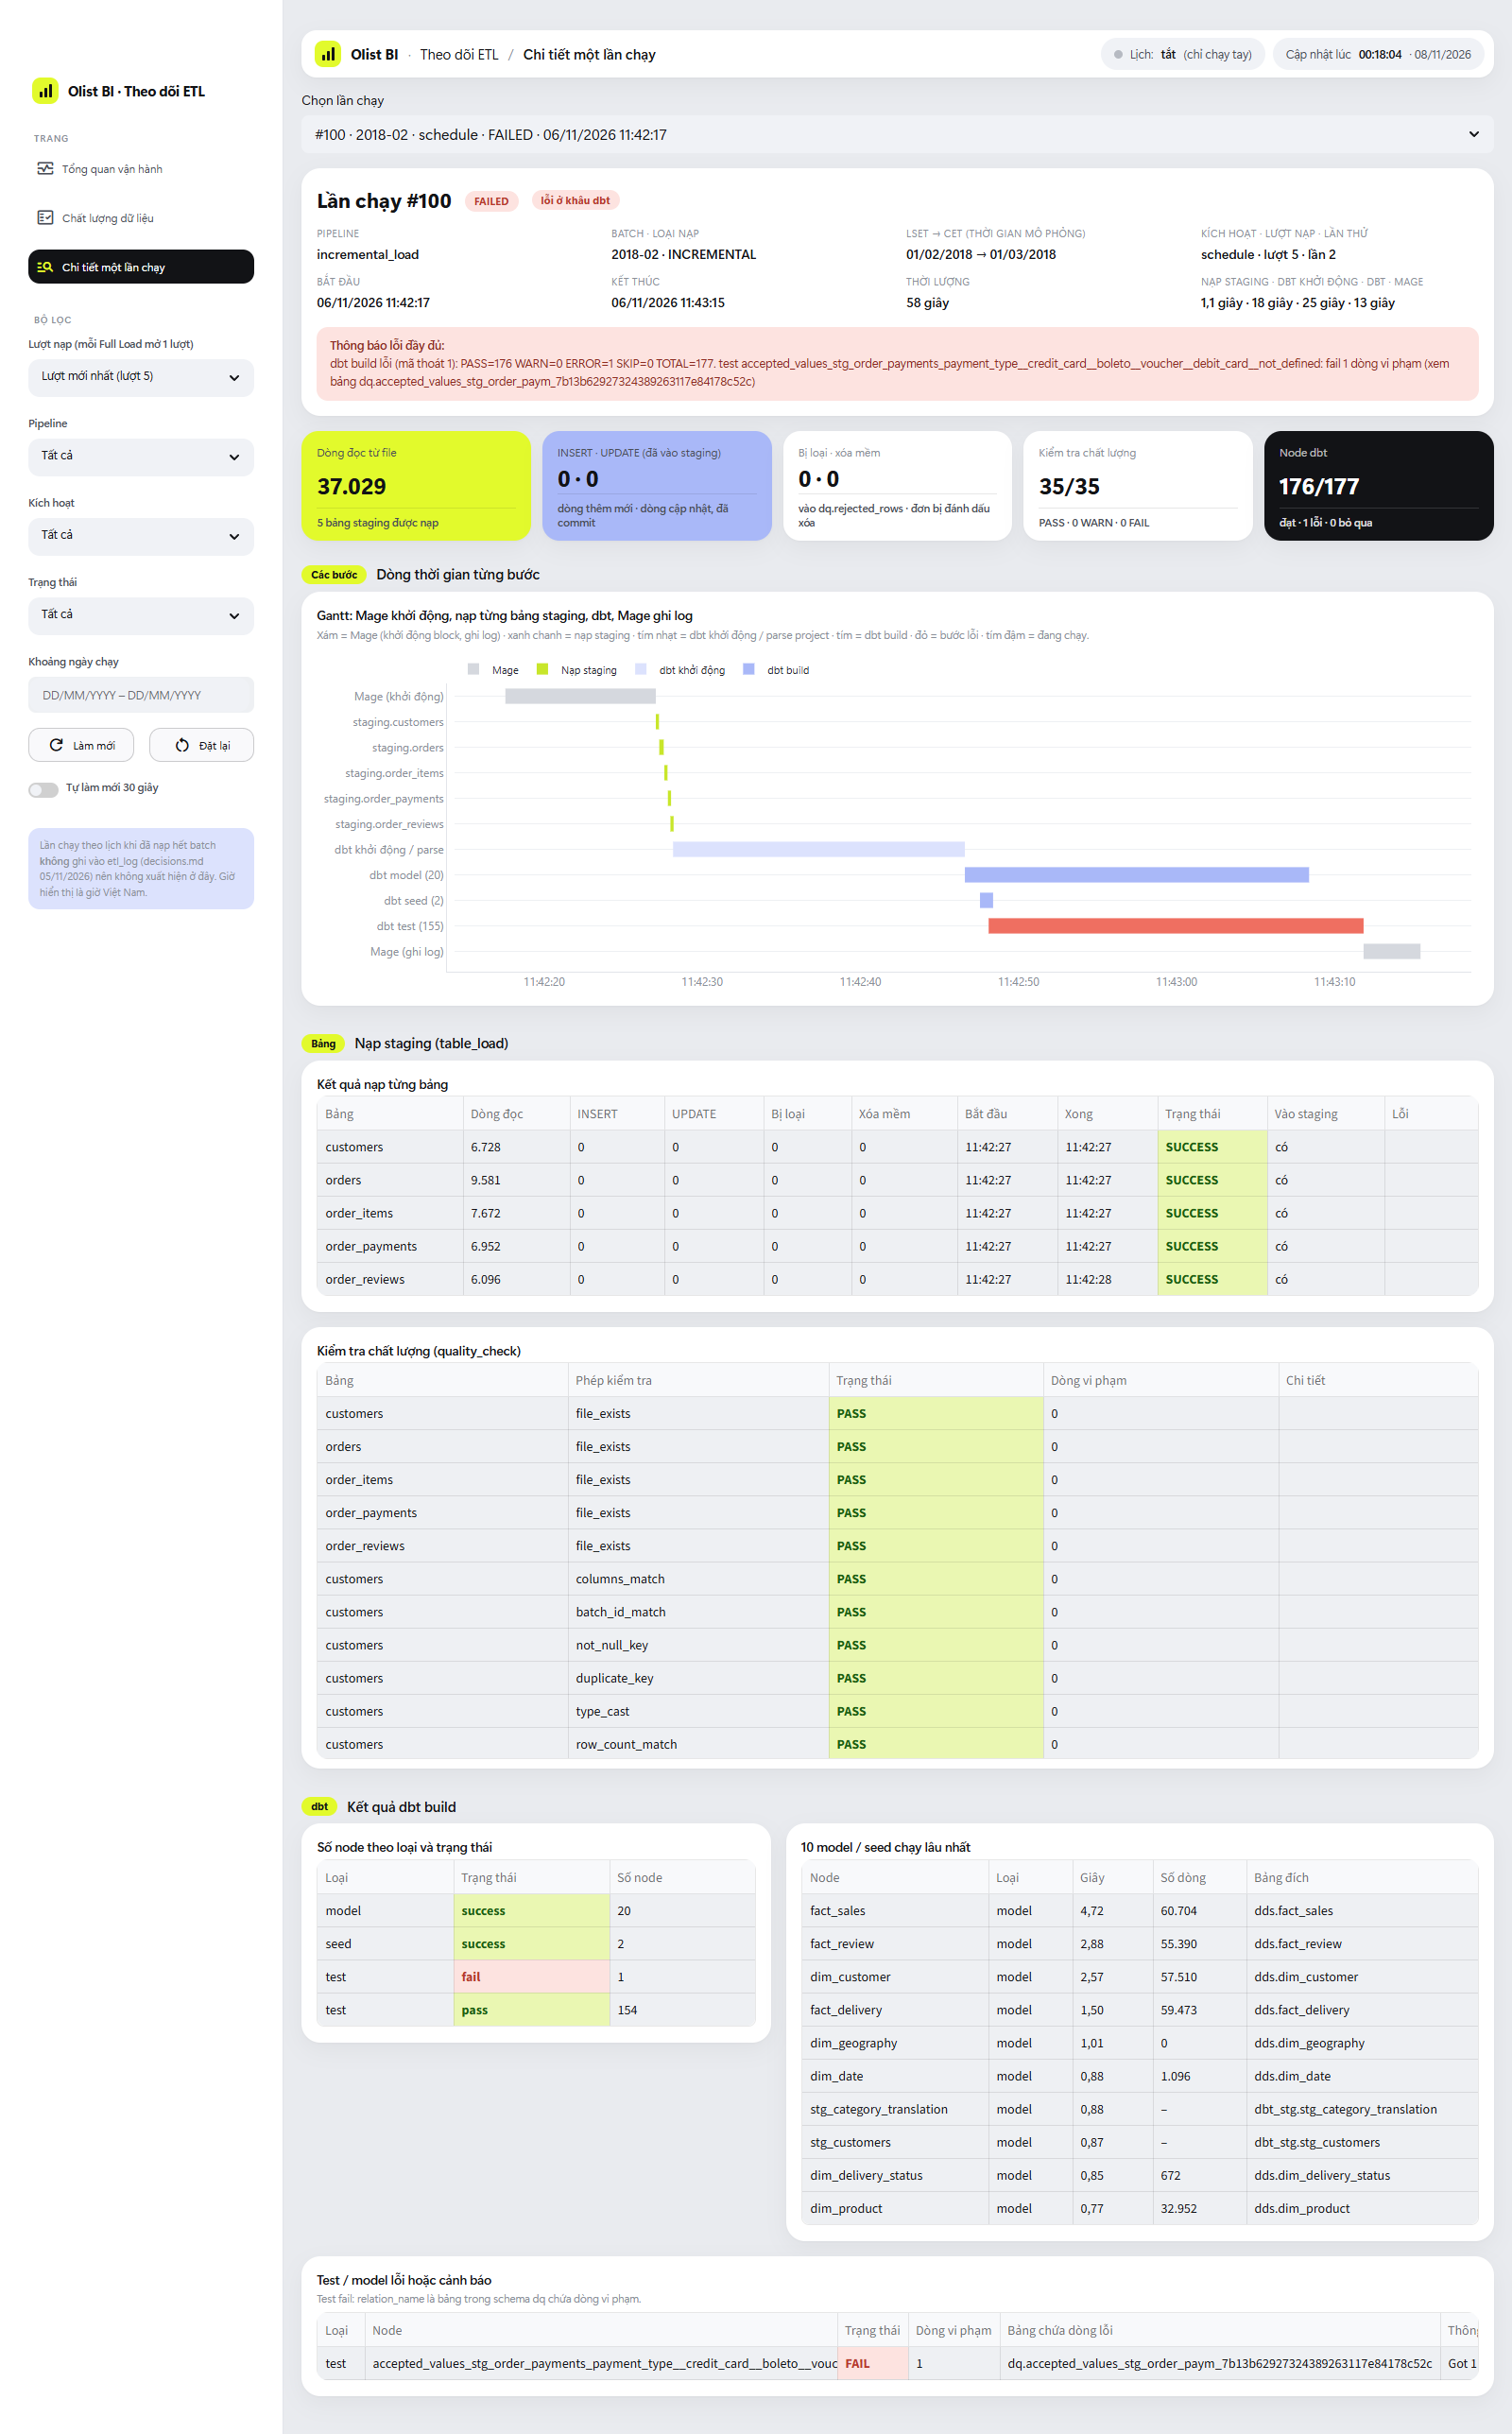 Olist BI · Theo dõi ETL
TRANG
Tổng quan vận hành
Chất lượng dữ liệu
Chi tiết một lần chạy
BỘ LỌC
Lượt nạp (mỗi Full Load mở 1 lượt)
Lượt mới nhất (lượt 5)
Pipeline
Tất cả
Kích hoạt
Tất cả
Trạng thái
Tất cả
Khoảng ngày chạy
DD/MM/YYYY – DD/MM/YYYY
Làm mới
Đặt lại
Tự làm mới 30 giây
Lần chạy theo lịch khi đã nạp hết batch
không ghi vào etl_log (decisions.md
05/11/2026) nên không xuất hiện ở đây. Giờ
hiển thị là giờ Việt Nam.
Olist BI · Theo dõi ETL / Chi tiết một lần chạy
Lịch: tắt (chỉ chạy tay)
Cập nhật lúc 00:18:04 · 08/11/2026
Chọn lần chạy
#100 · 2018-02 · schedule · FAILED · 06/11/2026 11:42:17
Lần chạy #100 FAILED lỗi ở khâu dbt
PIPELINE BATCH · LOẠI NẠP LSET → CET (THỜI GIAN MÔ PHỎNG) KÍCH HOẠT · LƯỢT NẠP · LẦN THỬ
incremental_load 2018-02 · INCREMENTAL 01/02/2018 → 01/03/2018 schedule · lượt 5 · lần 2
BẮT ĐẦU KẾT THÚC THỜI LƯỢNG NẠP STAGING · DBT KHỞI ĐỘNG · DBT · MAGE
06/11/2026 11:42:17 06/11/2026 11:43:15 58 giây 1,1 giây · 18 giây · 25 giây · 13 giây
Thông báo lỗi đầy đủ:
dbt build lỗi (mã thoát 1): PASS=176 WARN=0 ERROR=1 SKIP=0 TOTAL=177. test accepted_values_stg_order_payments_payment_type__credit_card__boleto__voucher__debit_card__not_defined: fail 1 dòng vi phạm (xem
bảng dq.accepted_values_stg_order_paym_7b13b62927324389263117e84178c52c)
Dòng đọc từ file
37.029
5 bảng staging được nạp
INSERT · UPDATE (đã vào staging)
0 · 0
dòng thêm mới · dòng cập nhật, đã
commit
Bị loại · xóa mềm
0 · 0
vào dq.rejected_rows · đơn bị đánh dấu
xóa
Kiểm tra chất lượng
35/35
PASS · 0 WARN · 0 FAIL
Node dbt
176/177
đạt · 1 lỗi · 0 bỏ qua
Các bước Dòng thời gian từng bước
Gantt: Mage khởi động, nạp từng bảng staging, dbt, Mage ghi log
Xám = Mage (khởi động block, ghi log) · xanh chanh = nạp staging · tím nhạt = dbt khởi động / parse project · tím = dbt build · đỏ = bước lỗi · tím đậm = đang chạy.
Mage Nạp staging dbt khởi động dbt build
Mage (khởi động)
staging.customers
staging.orders
staging.order_items
staging.order_payments
staging.order_reviews
dbt khởi động / parse
dbt model (20)
dbt seed (2)
dbt test (155)
Mage (ghi log)
11:42:20 11:42:30 11:42:40 11:42:50 11:43:00 11:43:10
Bảng Nạp staging (table_load)
Kết quả nạp từng bảng
Bảng Dòng đọc INSERT UPDATE Bị loại Xóa mềm Bắt đầu Xong Trạng thái Vào staging Lỗi
customers 6.728 0 0 0 0 11:42:27 11:42:27 SUCCESS có
orders 9.581 0 0 0 0 11:42:27 11:42:27 SUCCESS có
order_items 7.672 0 0 0 0 11:42:27 11:42:27 SUCCESS có
order_payments 6.952 0 0 0 0 11:42:27 11:42:27 SUCCESS có
order_reviews 6.096 0 0 0 0 11:42:27 11:42:28 SUCCESS có
Kiểm tra chất lượng (quality_check)
Bảng Phép kiểm tra Trạng thái Dòng vi phạm Chi tiết
customers file_exists PASS 0
orders file_exists PASS 0
order_items file_exists PASS 0
order_payments file_exists PASS 0
order_reviews file_exists PASS 0
customers columns_match PASS 0
customers batch_id_match PASS 0
customers not_null_key PASS 0
customers duplicate_key PASS 0
customers type_cast PASS 0
customers row_count_match PASS 0
dbt Kết quả dbt build
Số node theo loại và trạng thái
Loại Trạng thái Số node
model success 20
seed success 2
test fail 1
test pass 154
10 model / seed chạy lâu nhất
Node Loại Giây Số dòng Bảng đích
fact_sales model 4,72 60.704 dds.fact_sales
fact_review model 2,88 55.390 dds.fact_review
dim_customer model 2,57 57.510 dds.dim_customer
fact_delivery model 1,50 59.473 dds.fact_delivery
dim_geography model 1,01 0 dds.dim_geography
dim_date model 0,88 1.096 dds.dim_date
stg_category_translation model 0,88 – dbt_stg.stg_category_translation
stg_customers model 0,87 – dbt_stg.stg_customers
dim_delivery_status model 0,85 672 dds.dim_delivery_status
dim_product model 0,77 32.952 dds.dim_product
Test / model lỗi hoặc cảnh báo
Test fail: relation_name là bảng trong schema dq chứa dòng vi phạm.
Loại Node Trạng thái Dòng vi phạm Bảng chứa dòng lỗi Thông
test accepted_values_stg_order_payments_payment_type__credit_card__boleto__vouc FAIL 1 dq.accepted_values_stg_order_paym_7b13b62927324389263117e84178c52c Got 1